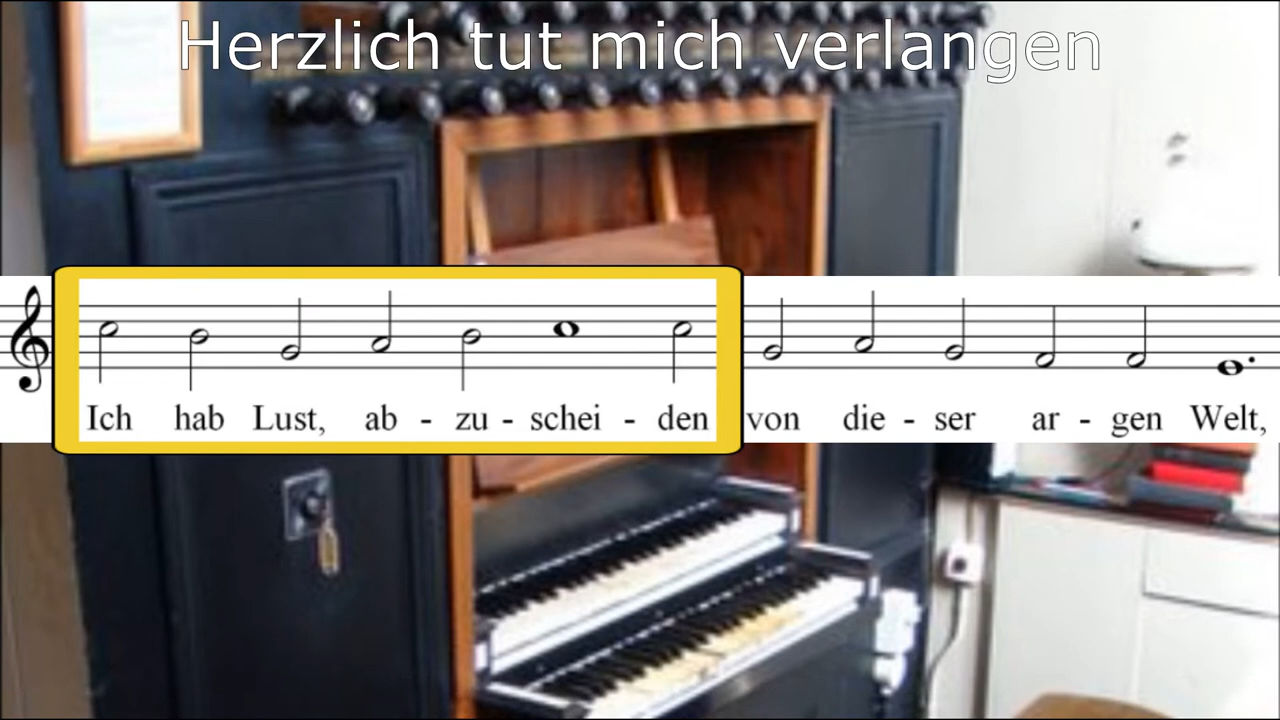 Herzlich tut mich verlangen
Ich hab Lust, ab - zu - schei - den von die - ser ar - gen Welt,